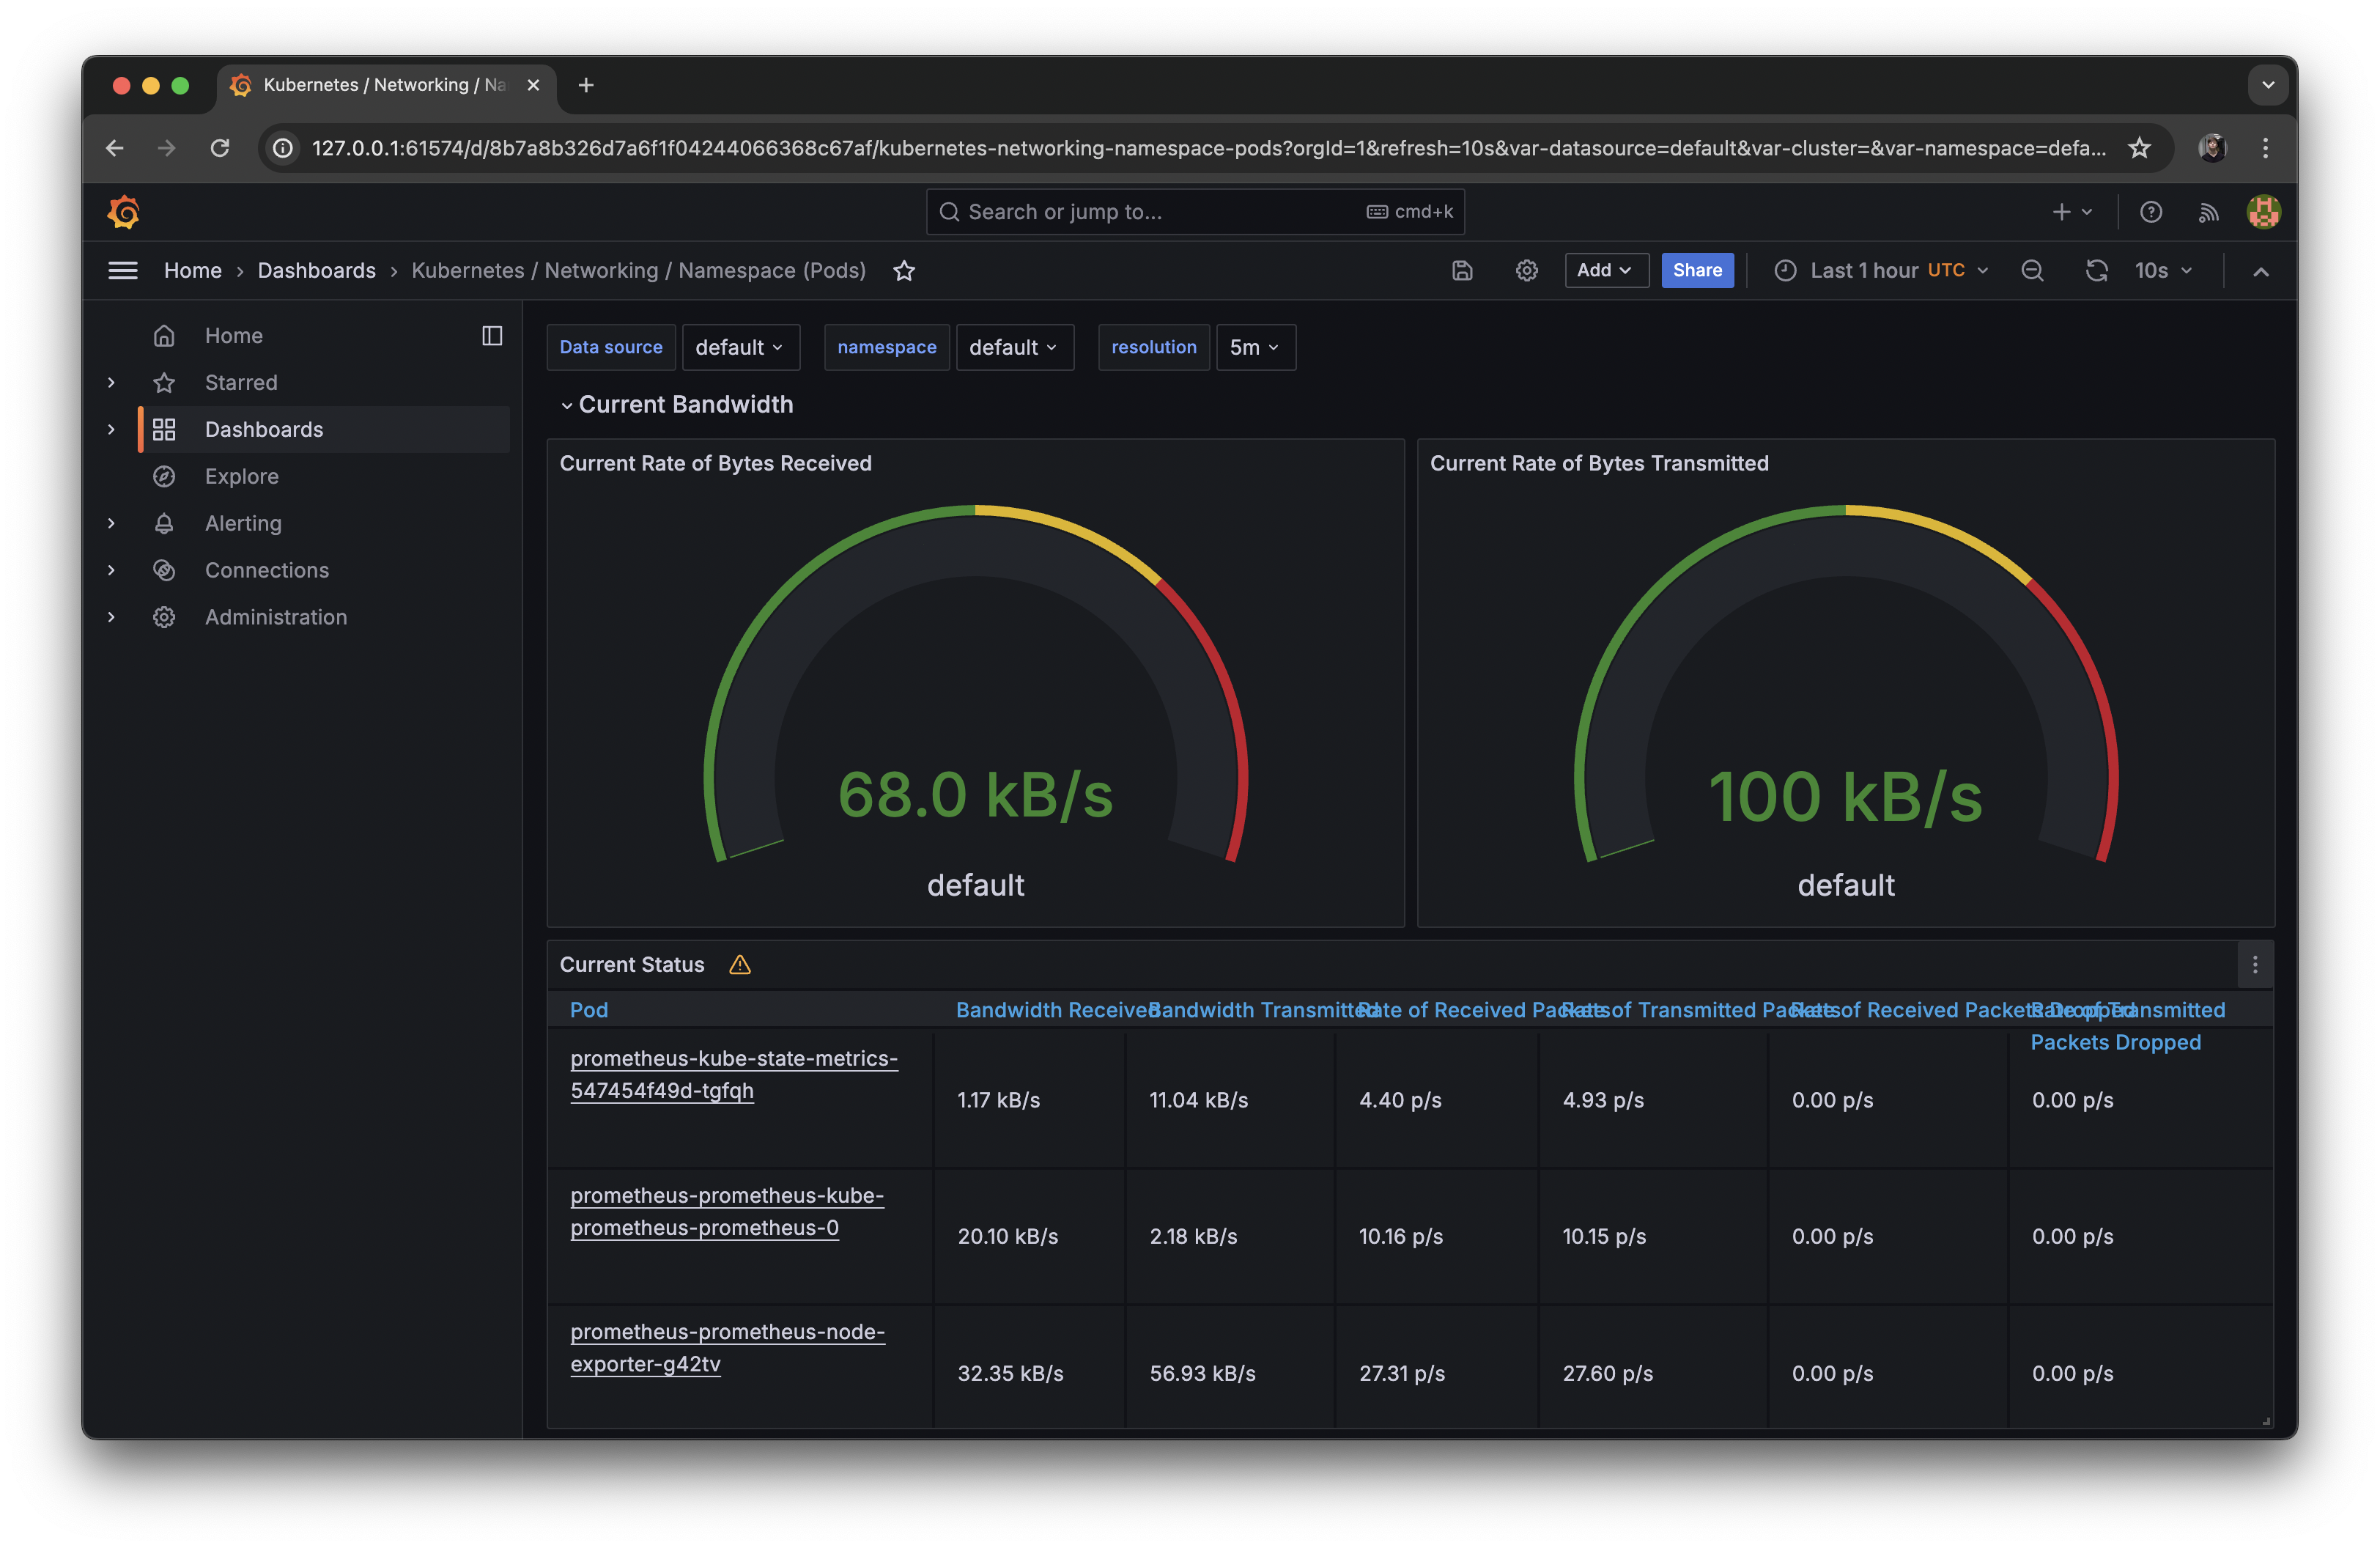 Kubernetes / Networking / Na
127.0.0.1:61574/d/8b7a8b326d7a6f1f04244066368c67af/kubernetes-networking-namespace-pods?orgId=1&refresh=10s&var-datasource=default&var-cluster=&var-namespace=defa...
Search or jump to... cmd+k
Home › Dashboards › Kubernetes / Networking / Namespace (Pods) Add Share Last 1 hour UTC 10s
Home
Starred
Dashboards
Explore
Alerting
Connections
Administration
Data source default namespace default resolution 5m
Current Bandwidth
Current Rate of Bytes Received
68.0 kB/s
default
Current Rate of Bytes Transmitted
100 kB/s
default
Current Status
Pod Bandwidth Received Bandwidth Transmitted Rate of Received Packets Rate of Transmitted Packets Rate of Received Packets Dropped Rate of Transmitted
Packets Dropped
prometheus-kube-state-metrics-
547454f49d-tgfqh
1.17 kB/s 11.04 kB/s 4.40 p/s 4.93 p/s 0.00 p/s 0.00 p/s
prometheus-prometheus-kube-
prometheus-prometheus-0
20.10 kB/s 2.18 kB/s 10.16 p/s 10.15 p/s 0.00 p/s 0.00 p/s
prometheus-prometheus-node-
exporter-g42tv
32.35 kB/s 56.93 kB/s 27.31 p/s 27.60 p/s 0.00 p/s 0.00 p/s